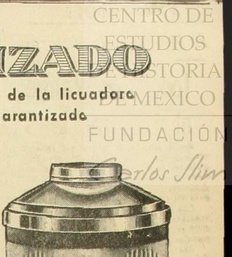 CENTRO DE
ESTUDIOS
DE HISTORIA
DE MEXICO
FUNDACIÓN
Carlos Slim
IZADO
de la licuadora
arantizado